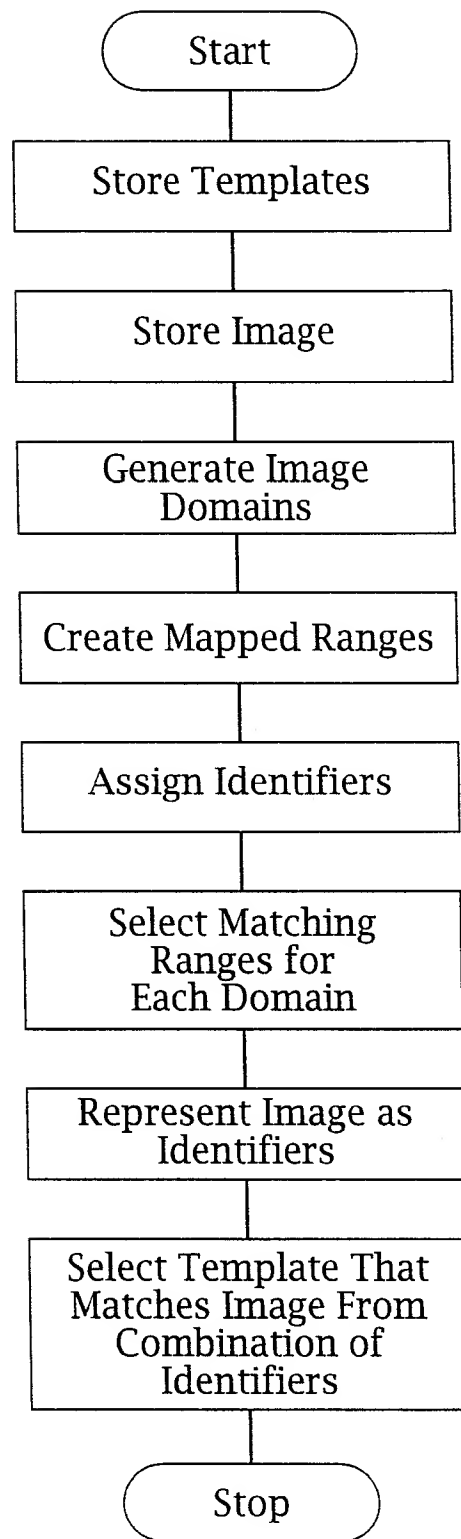 Start
Store Templates
Store Image
Generate Image
Domains
Create Mapped Ranges
Assign Identifiers
Select Matching
Ranges for
Each Domain
Represent Image as
Identifiers
Select Template That
Matches Image From
Combination of
Identifiers
Stop